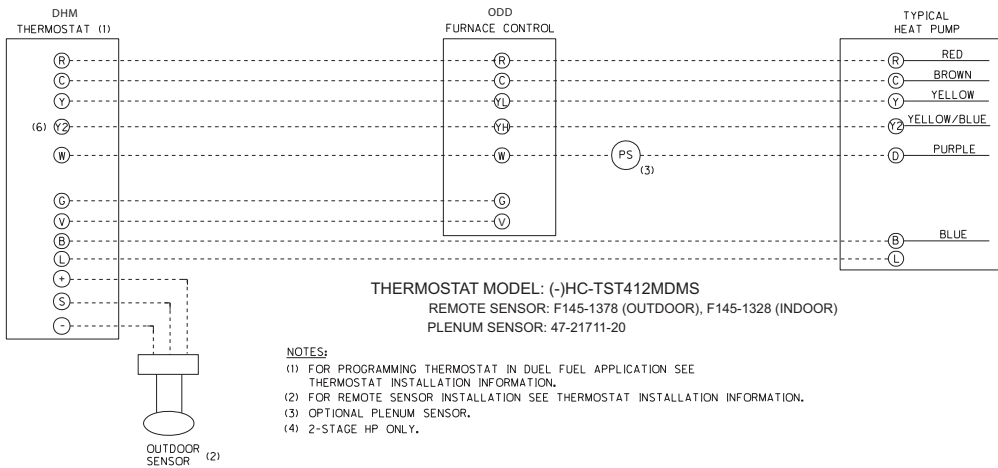 DHM
THERMOSTAT (1)
ODD
FURNACE CONTROL
TYPICAL
HEAT PUMP
R R R RED
C C C BROWN
Y YL Y YELLOW
(6) Y2 YH Y2 YELLOW/BLUE
W W PS (3) D PURPLE
G G
V V
B B BLUE
L L
+
S
-
THERMOSTAT MODEL: (-)HC-TST412MDMS
REMOTE SENSOR: F145-1378 (OUTDOOR), F145-1328 (INDOOR)
PLENUM SENSOR: 47-21711-20
NOTES:
(1) FOR PROGRAMMING THERMOSTAT IN DUEL FUEL APPLICATION SEE
THERMOSTAT INSTALLATION INFORMATION.
(2) FOR REMOTE SENSOR INSTALLATION SEE THERMOSTAT INSTALLATION INFORMATION.
(3) OPTIONAL PLENUM SENSOR.
(4) 2-STAGE HP ONLY.
OUTDOOR
SENSOR (2)